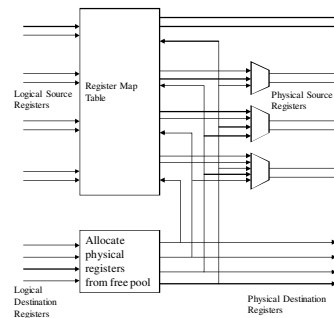 Register Map
Table
Logical Source
Registers
Physical Source
Registers
Allocate
physical
registers
from free pool
Logical
Destination
Registers
Physical Destination
Registers